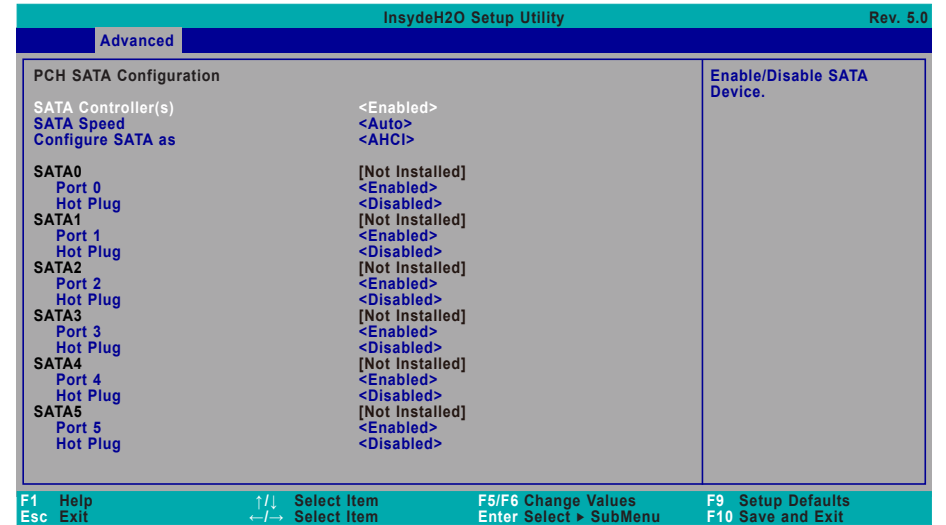 InsydeH2O Setup Utility Rev. 5.0
Advanced
PCH SATA Configuration
Enable/Disable SATA
Device.
SATA Controller(s) <Enabled>
SATA Speed <Auto>
Configure SATA as <AHCI>
SATA0 [Not Installed]
Port 0 <Enabled>
Hot Plug <Disabled>
SATA1 [Not Installed]
Port 1 <Enabled>
Hot Plug <Disabled>
SATA2 [Not Installed]
Port 2 <Enabled>
Hot Plug <Disabled>
SATA3 [Not Installed]
Port 3 <Enabled>
Hot Plug <Disabled>
SATA4 [Not Installed]
Port 4 <Enabled>
Hot Plug <Disabled>
SATA5 [Not Installed]
Port 5 <Enabled>
Hot Plug <Disabled>
F1 Help ↑/↓ Select Item F5/F6 Change Values F9 Setup Defaults
Esc Exit ←/→ Select Item Enter Select ▸ SubMenu F10 Save and Exit